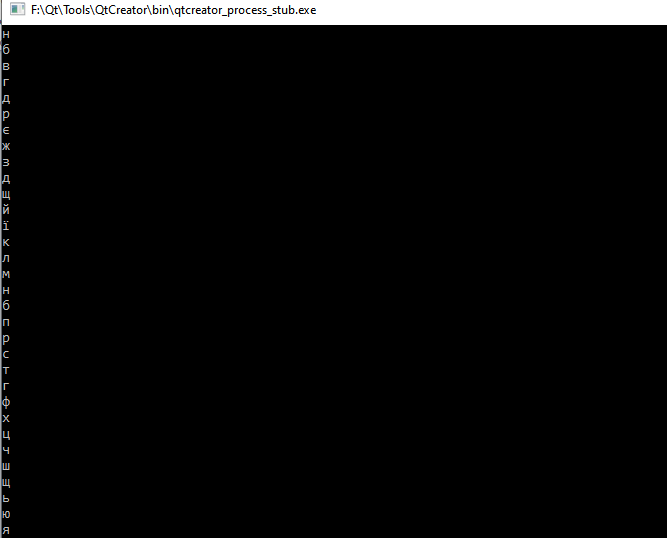 F:\Qt\Tools\QtCreator\bin\qtcreator_process_stub.exe
н
б
в
г
д
р
є
ж
з
д
щ
й
ї
к
л
м
н
б
п
р
с
т
г
ф
х
ц
ч
ш
щ
ь
ю
я